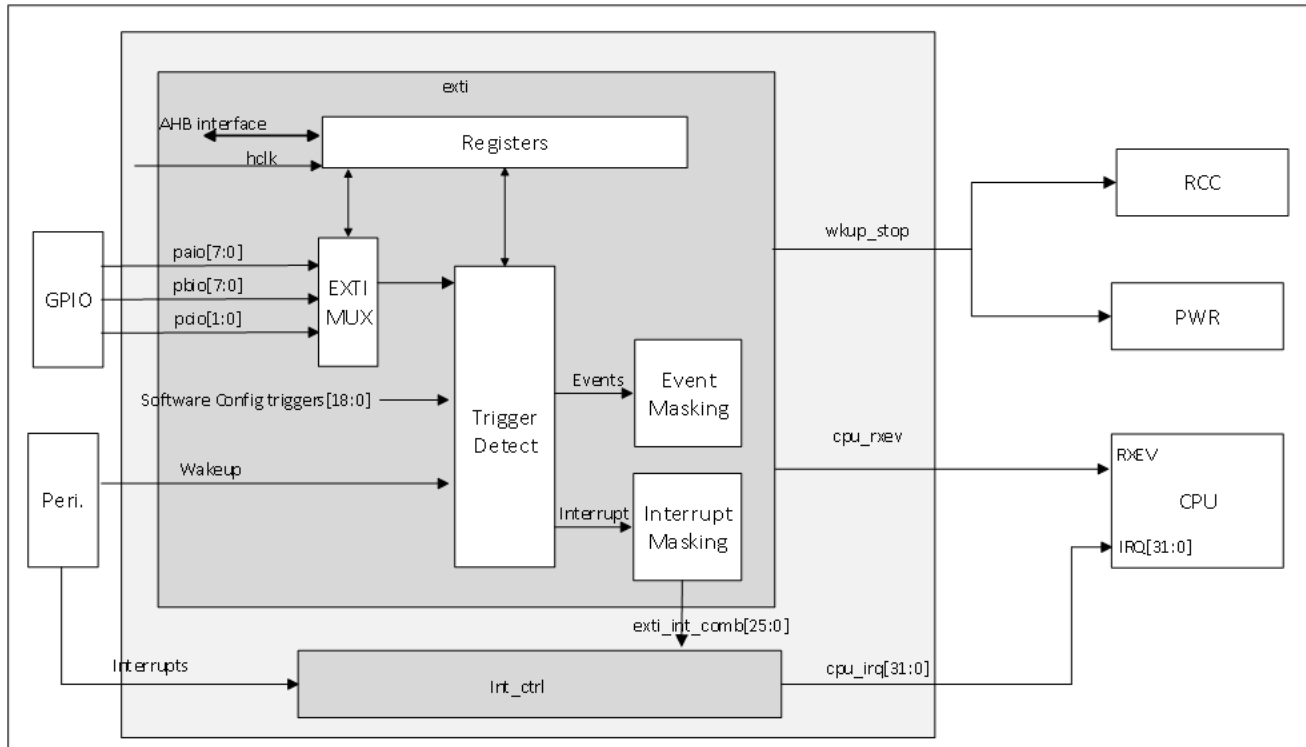 exti
AHB interface
hclk
Registers
RCC
wkup_stop
paio[7:0]
pbio[7:0]
pcio[1:0]
GPIO
EXTI
MUX
PWR
Software Config triggers[18:0]
Trigger
Detect
Events
Event
Masking
cpu_rxev
Wakeup
Peri.
Interrupt
Interrupt
Masking
RXEV
CPU
IRQ[31:0]
exti_int_comb[25:0]
Interrupts
Int_ctrl
cpu_irq[31:0]